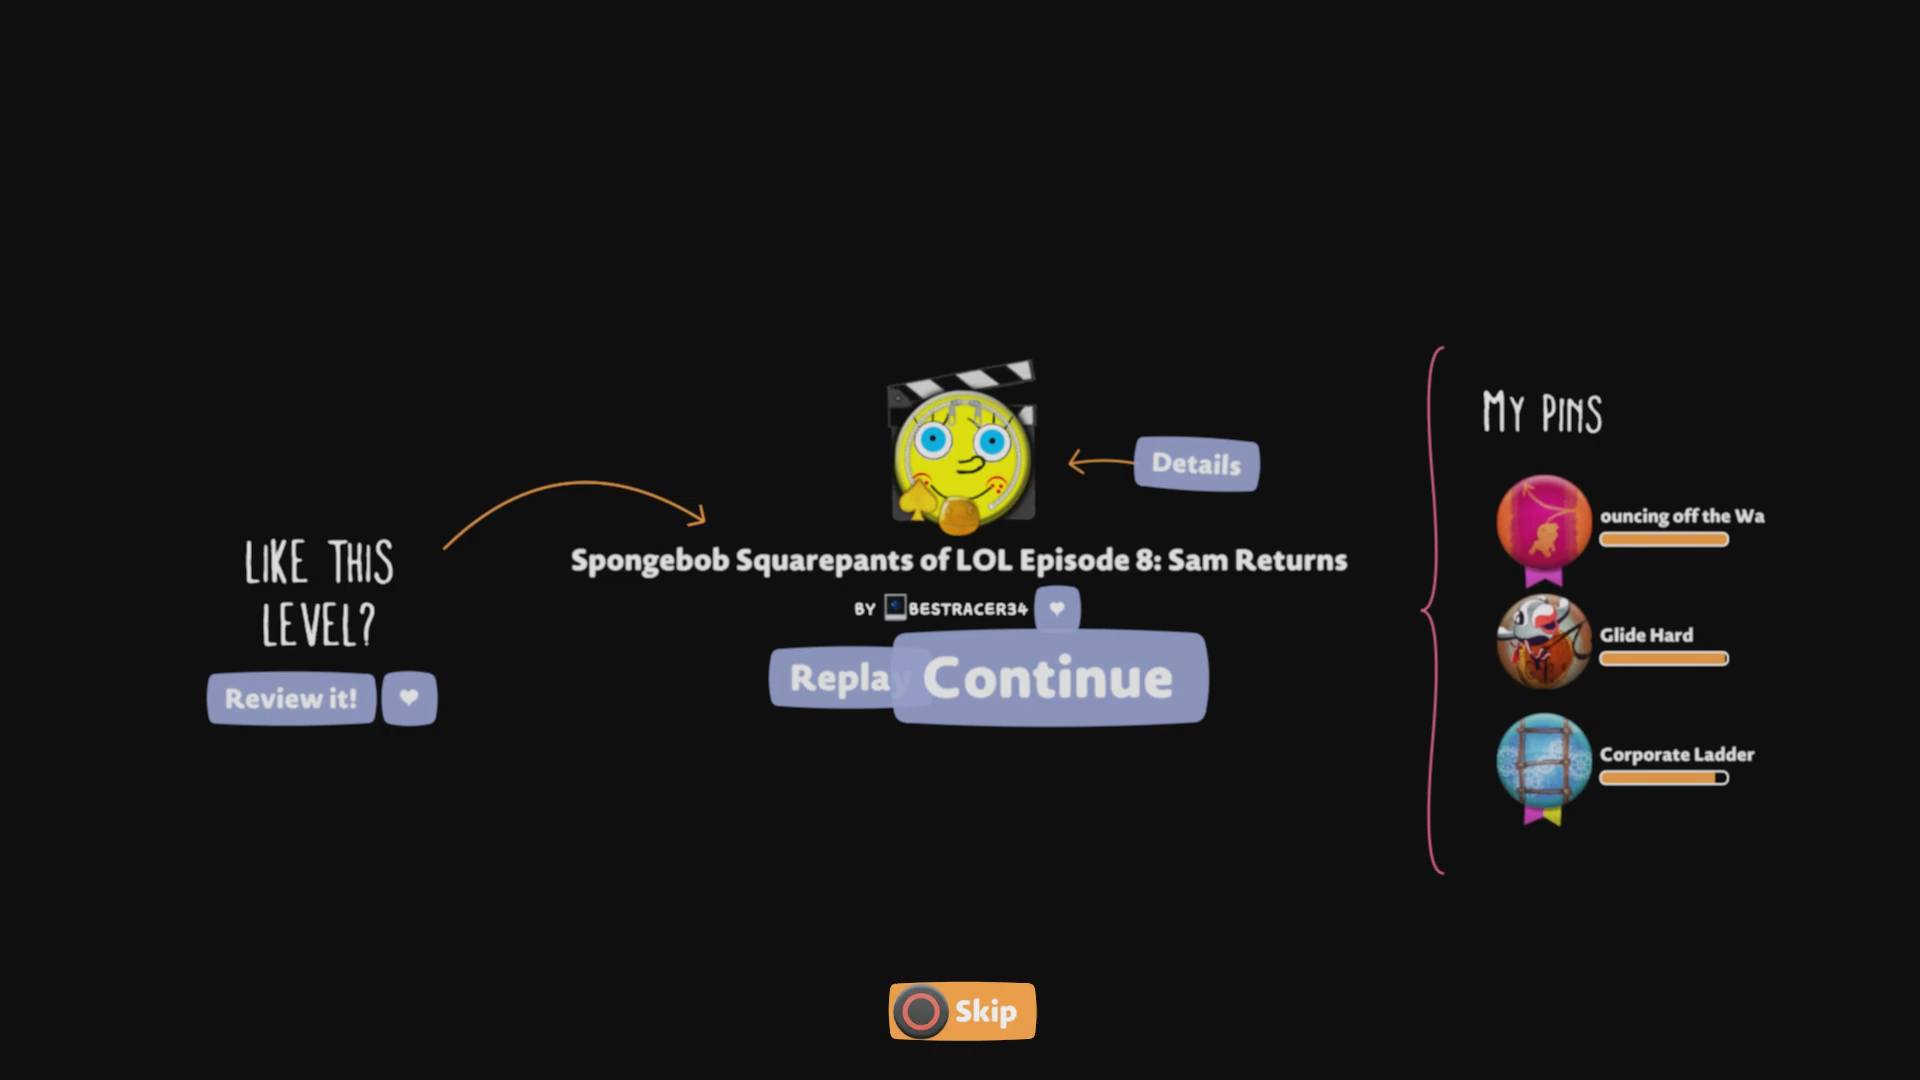 LIKE THIS
LEVEL?
Review it!
Details
Spongebob Squarepants of LOL Episode 8: Sam Returns
BY BESTRACER34
Replay
Continue
MY PINS
ouncing off the Wa
Glide Hard
Corporate Ladder
Skip